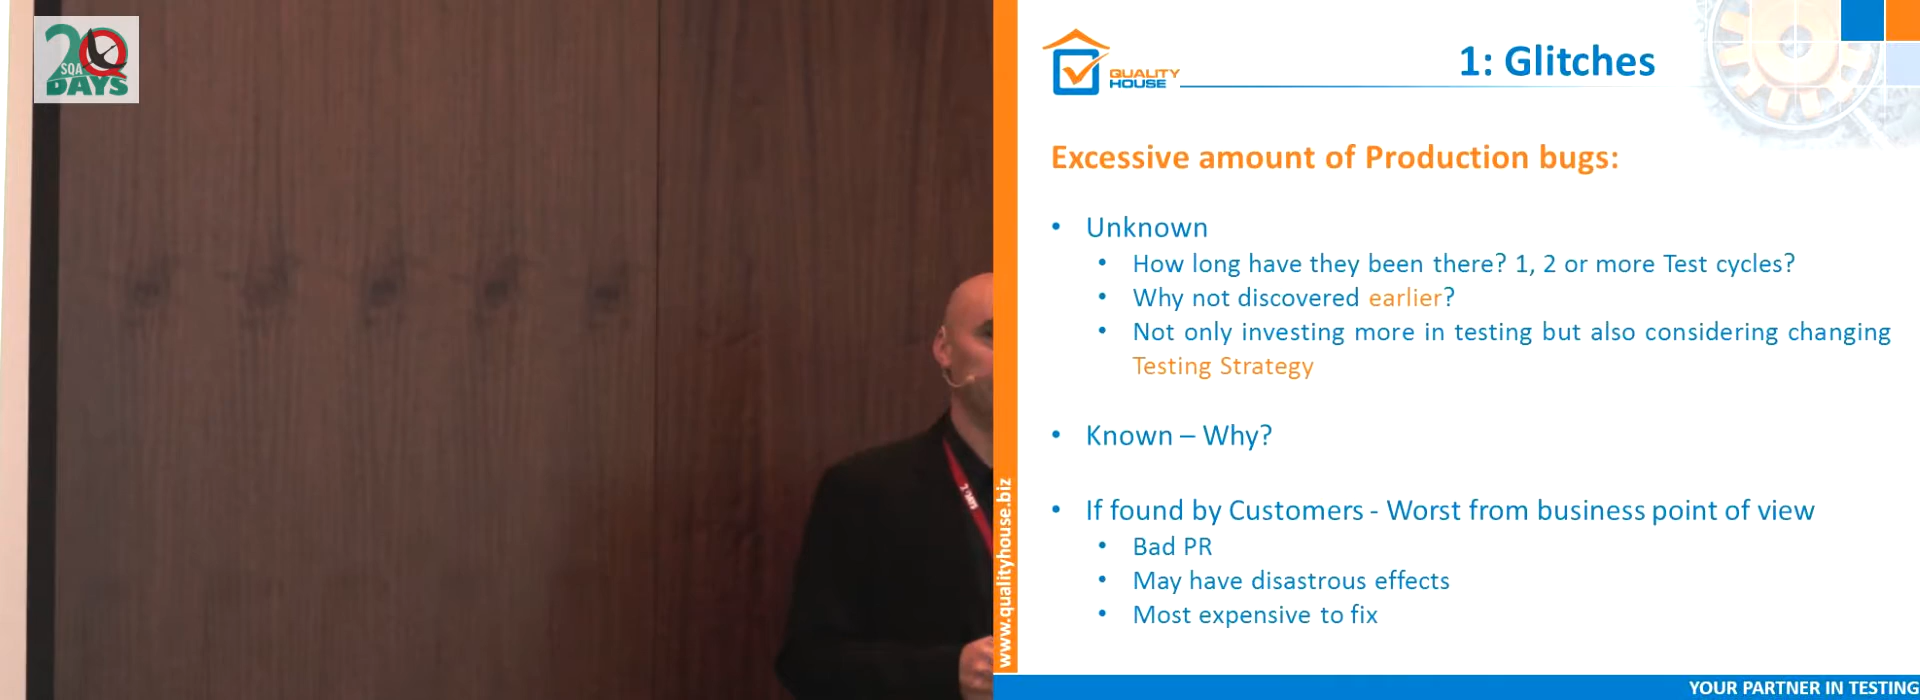 2Q
SQA
DAYS
QUALITY
HOUSE
1: Glitches
Excessive amount of Production bugs:
• Unknown
• How long have they been there? 1, 2 or more Test cycles?
• Why not discovered earlier?
• Not only investing more in testing but also considering changing
Testing Strategy
• Known – Why?
• If found by Customers - Worst from business point of view
• Bad PR
• May have disastrous effects
• Most expensive to fix
www.qualityhouse.biz
YOUR PARTNER IN TESTING